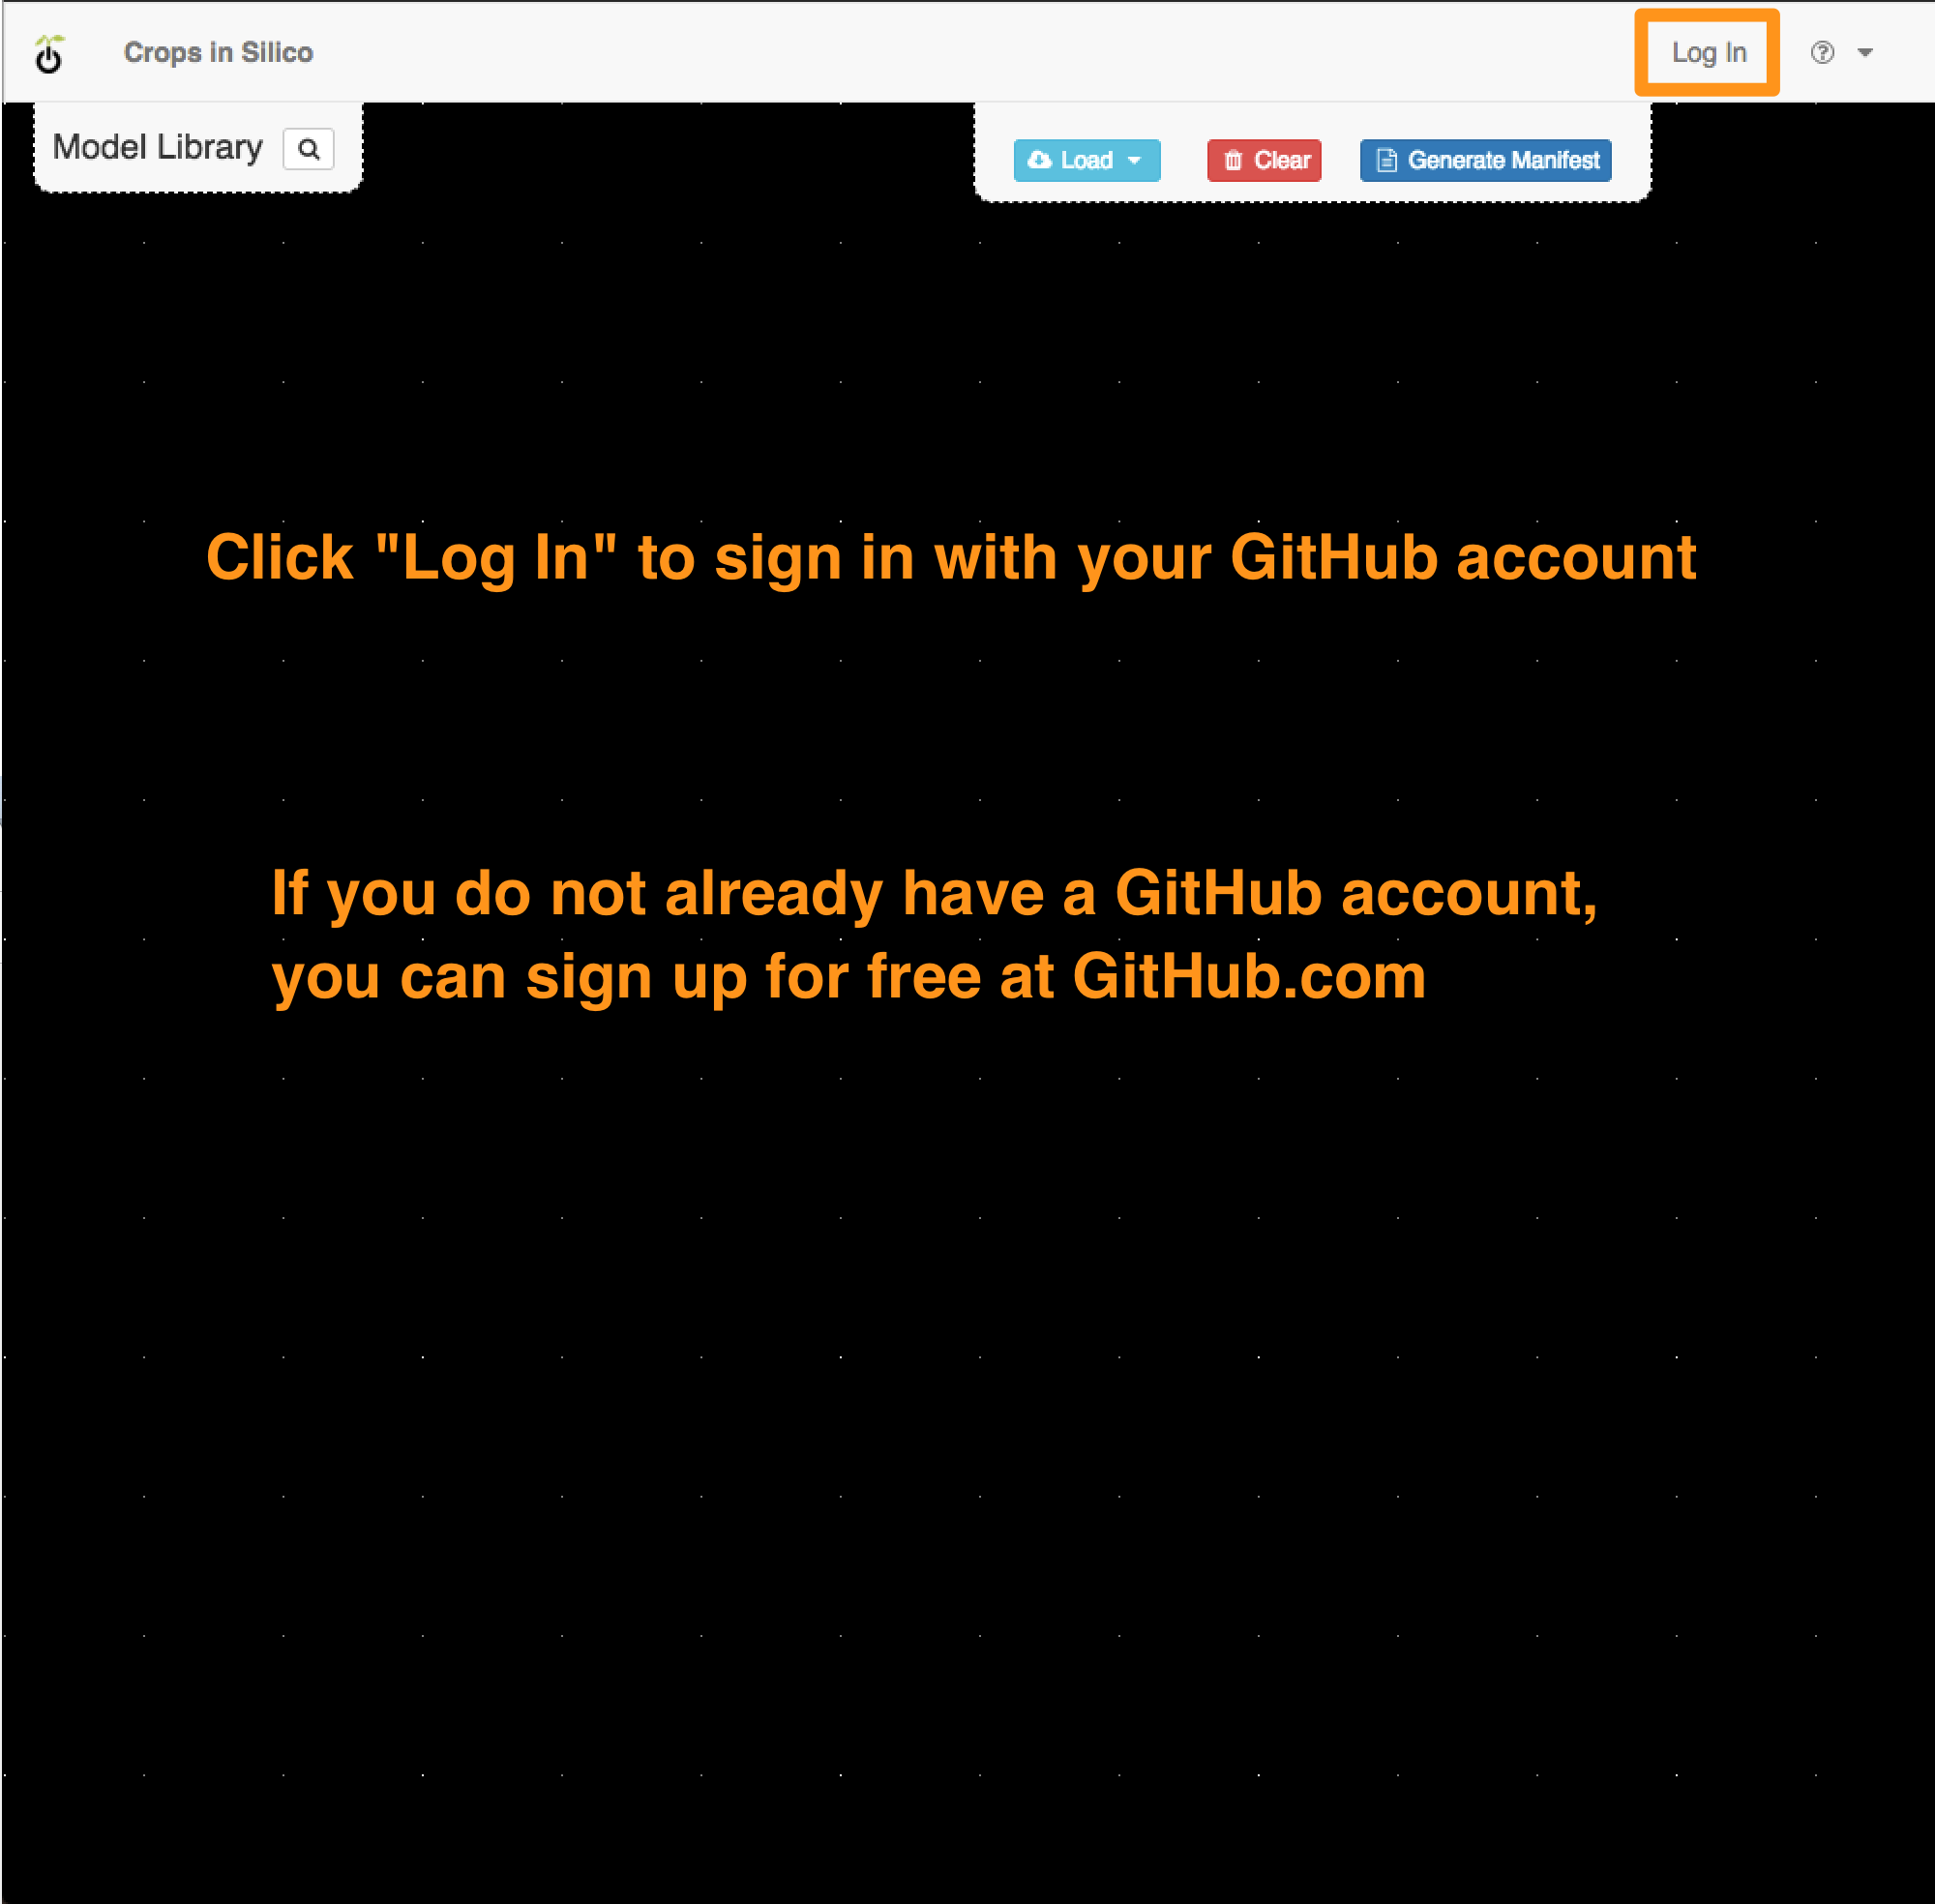 Crops in Silico
Log In
Model Library
Load
Clear
Generate Manifest
Click "Log In" to sign in with your GitHub account
If you do not already have a GitHub account,
you can sign up for free at GitHub.com